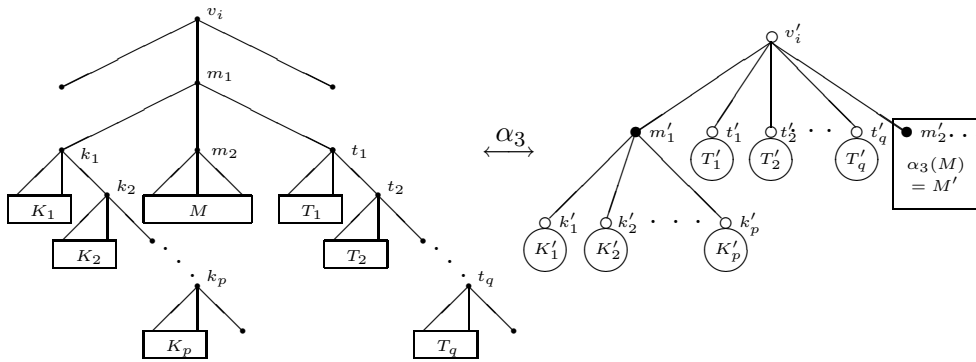 v_i
v'_i
m_1
α_3
m'_1 t'_1 t'_2 · · t'_q m'_2 · ·
k_1 m_2 t_1
T'_1 T'_2 T'_q
α_3(M)
= M'
k_2 t_2
K_1 M T_1
k'_1 k'_2 · · · · k'_p
K_2 T_2
K'_1 K'_2 K'_p
k_p t_q
K_p T_q